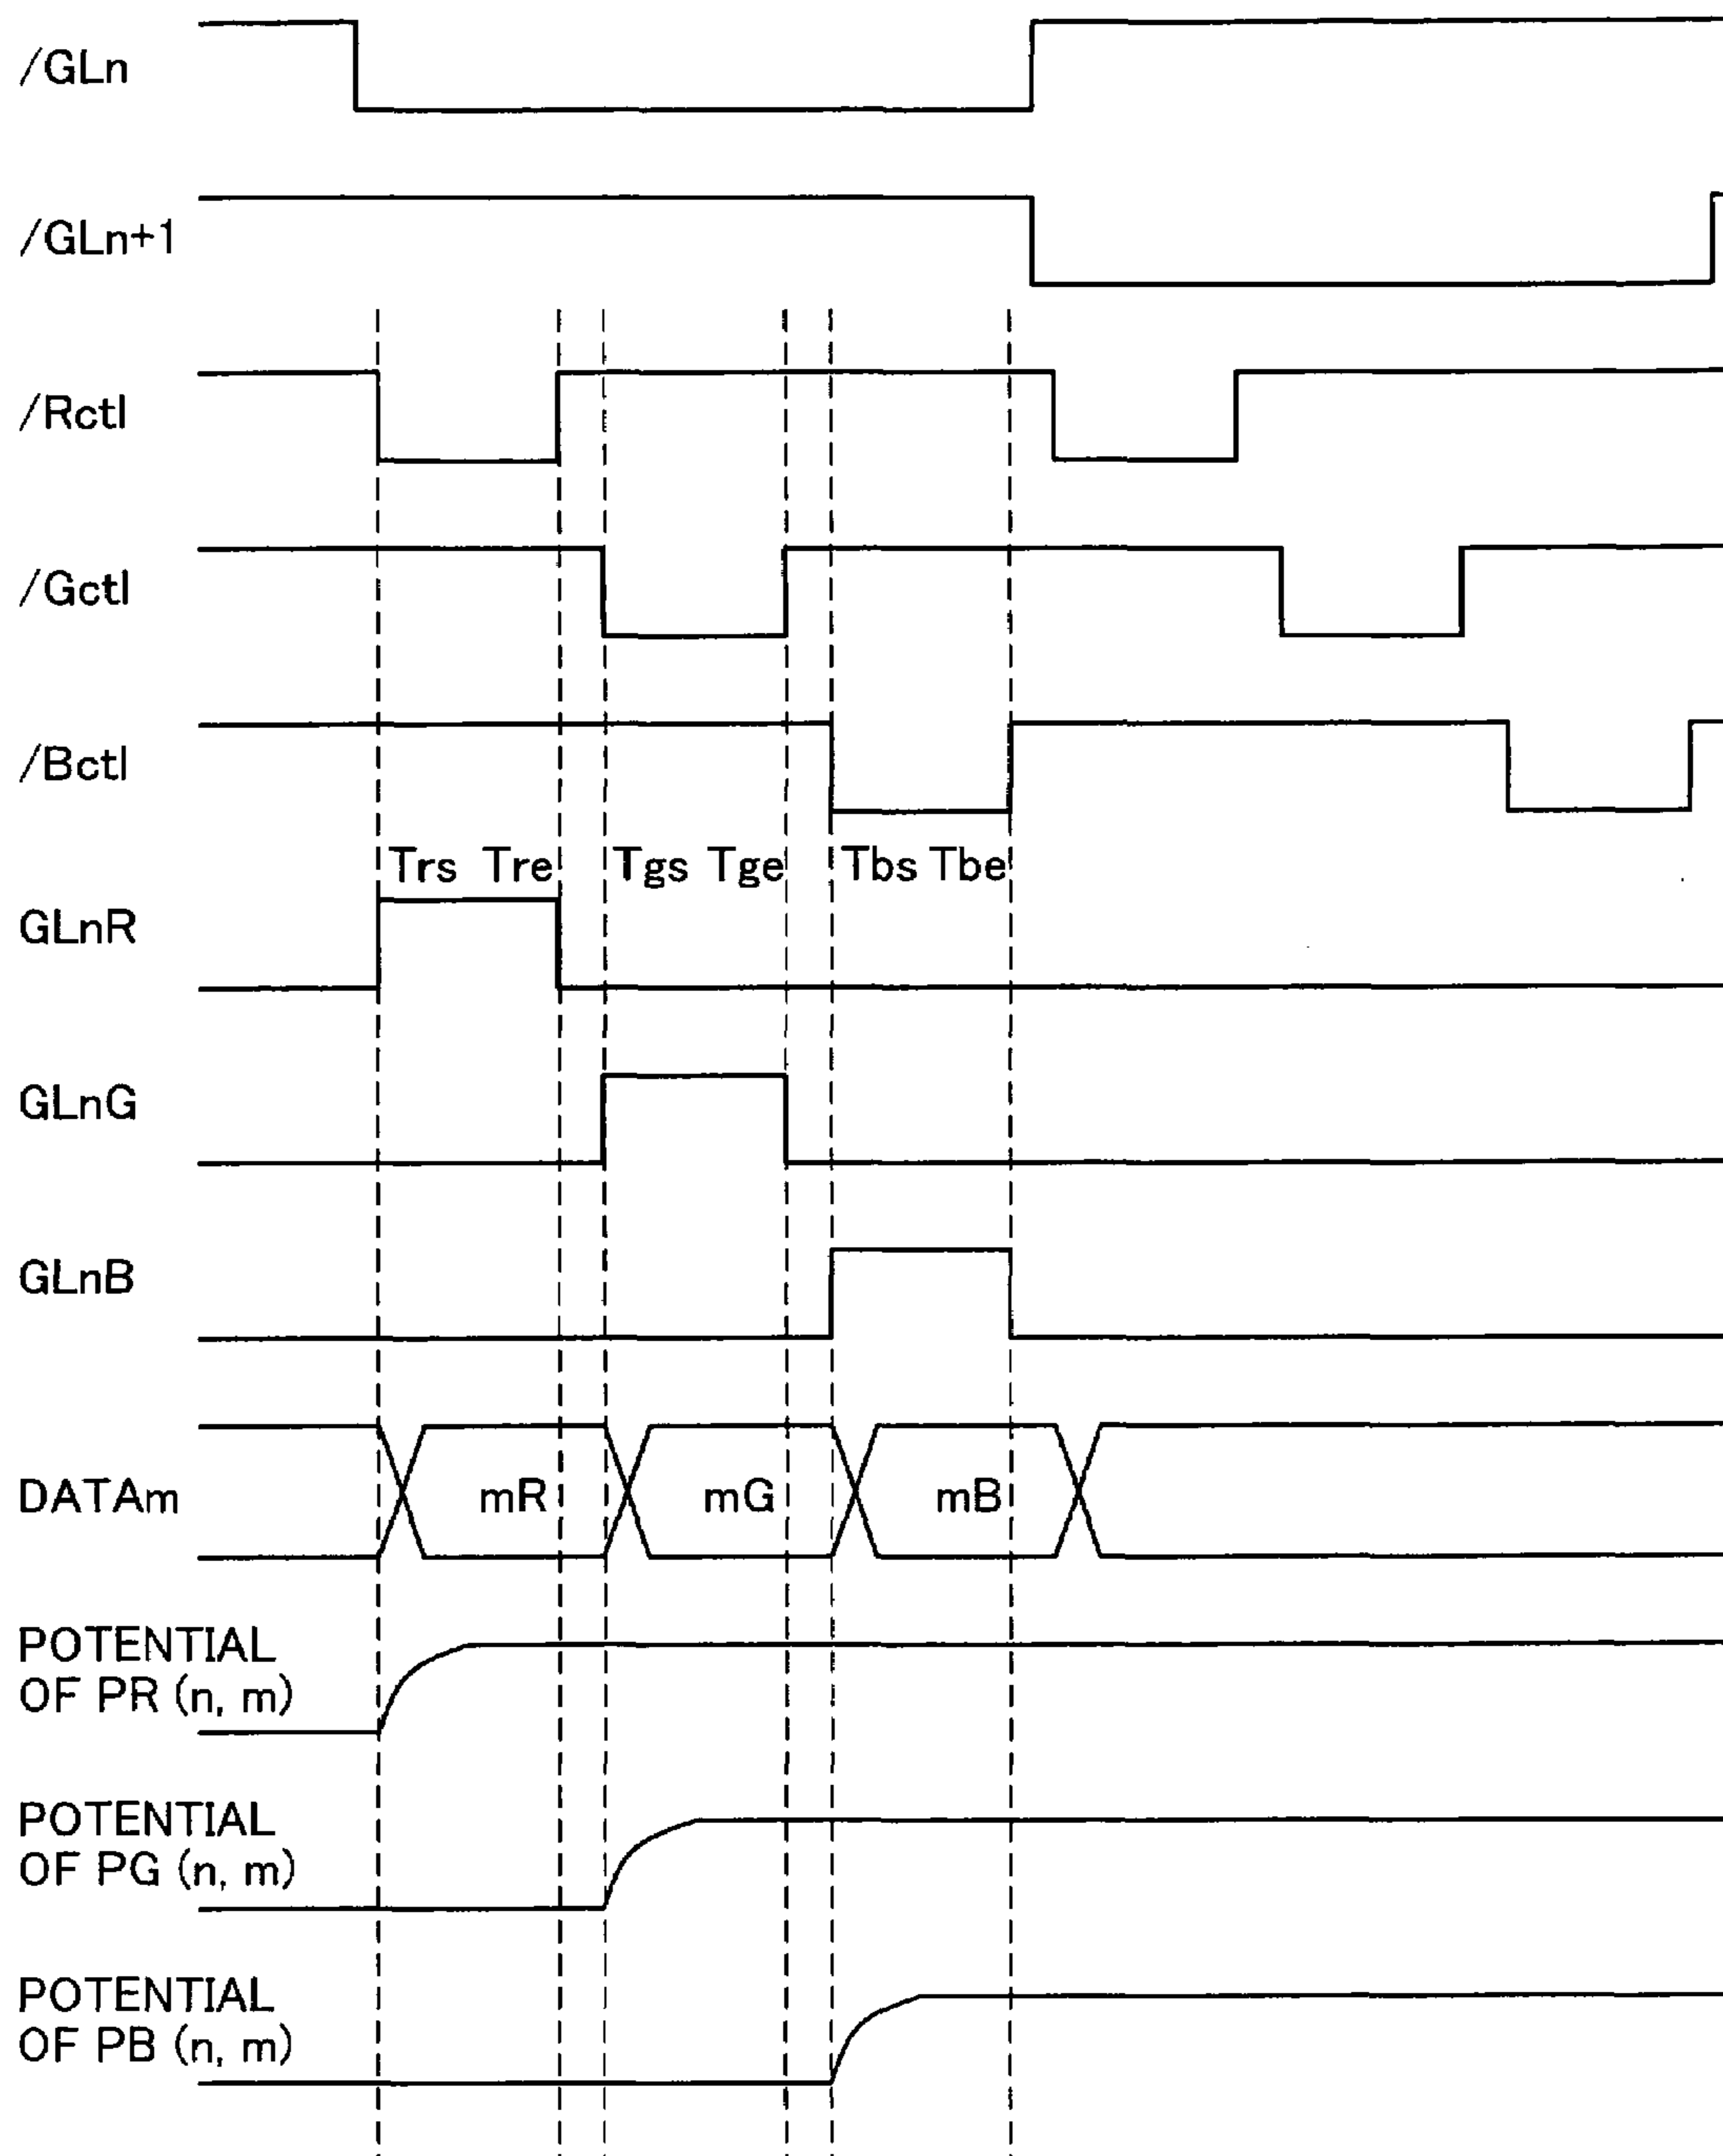 /GLn
/GLn+1
/Rctl
/Gctl
/Bctl
Trs Tre Tgs Tge Tbs Tbe
GLnR
GLnG
GLnB
DATAm mR mG mB
POTENTIAL
OF PR (n, m)
POTENTIAL
OF PG (n, m)
POTENTIAL
OF PB (n, m)